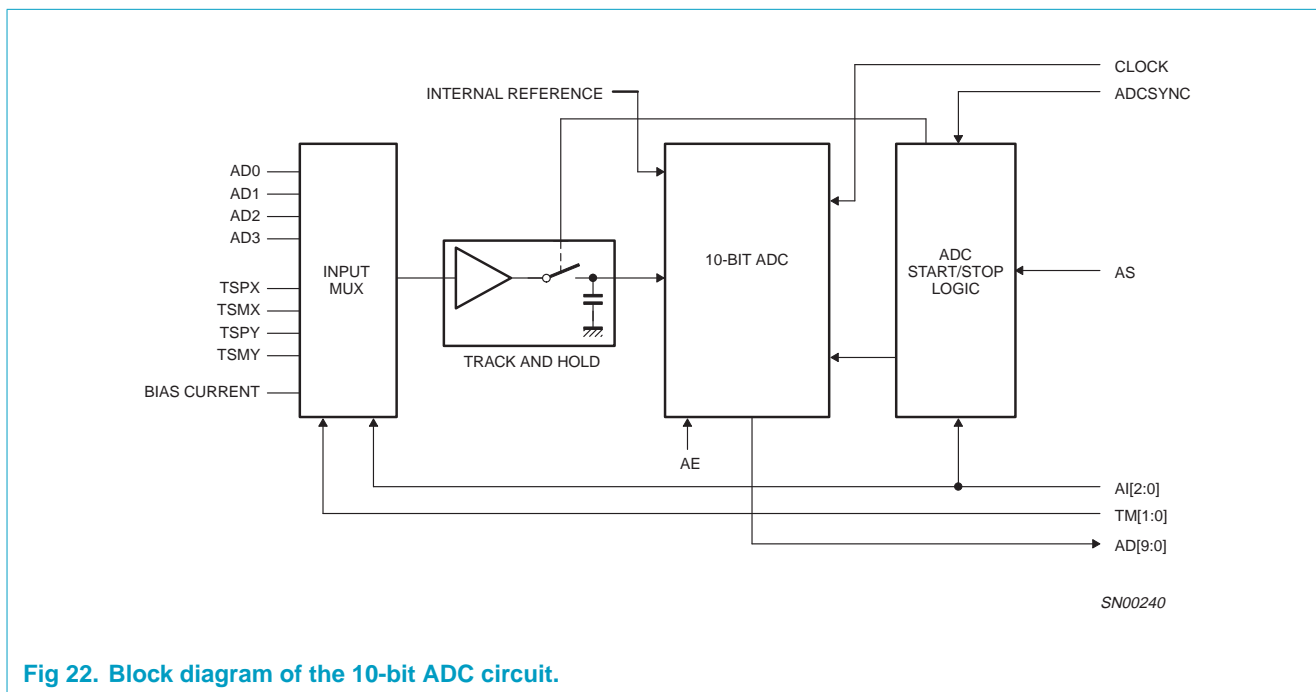 CLOCK
INTERNAL REFERENCE
ADCSYNC
AD0
AD1
AD2
AD3
TSPX
TSMX
TSPY
TSMY
BIAS CURRENT
INPUT
MUX
TRACK AND HOLD
10-BIT ADC
ADC
START/STOP
LOGIC
AS
AE
AI[2:0]
TM[1:0]
AD[9:0]
SN00240
Fig 22. Block diagram of the 10-bit ADC circuit.